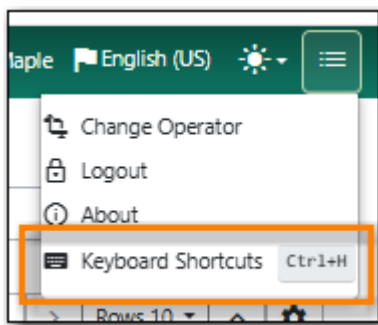 English (US)
Change Operator
Logout
About
Keyboard Shortcuts Ctrl+H
Rows 10